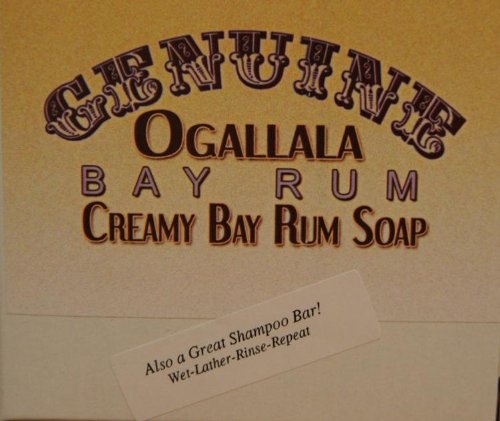 GENUINE
OGALLALA
BAY RUM
CREAMY BAY RUM SOAP
Also a Great Shampoo Bar!
Wet-Lather-Rinse-Repeat